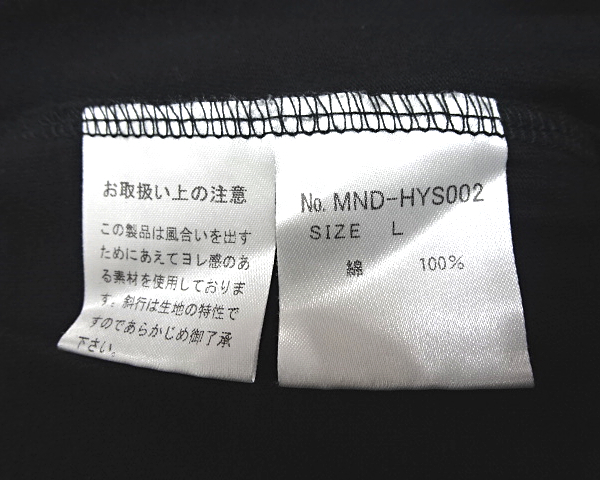 お取扱い上の注意
この製品は風合いを出す
ためにあえてヨレ感のあ
る素材を使用しておりま
す。斜行は生地の特性で
すのであらかじめ御了承
下さい。
No. MND-HYS002
SIZE L
綿 100%